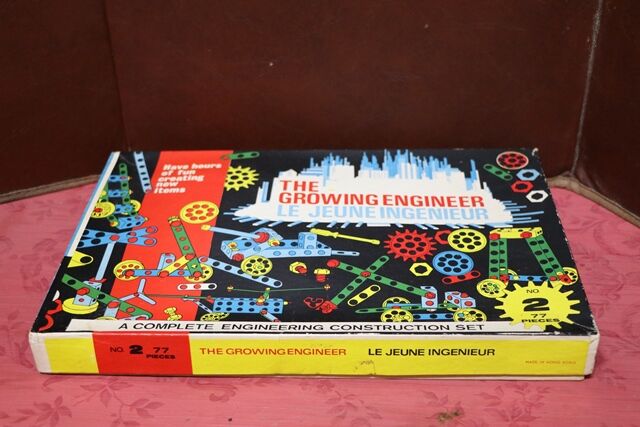 Have hours
of fun
creating
new
items
THE
GROWING ENGINEER
LE JEUNE INGENIEUR
NO.
2
77
PIECES
A COMPLETE ENGINEERING CONSTRUCTION SET
NO. 2 77
PIECES
THE GROWING ENGINEER LE JEUNE INGENIEUR
MADE IN HONG KONG